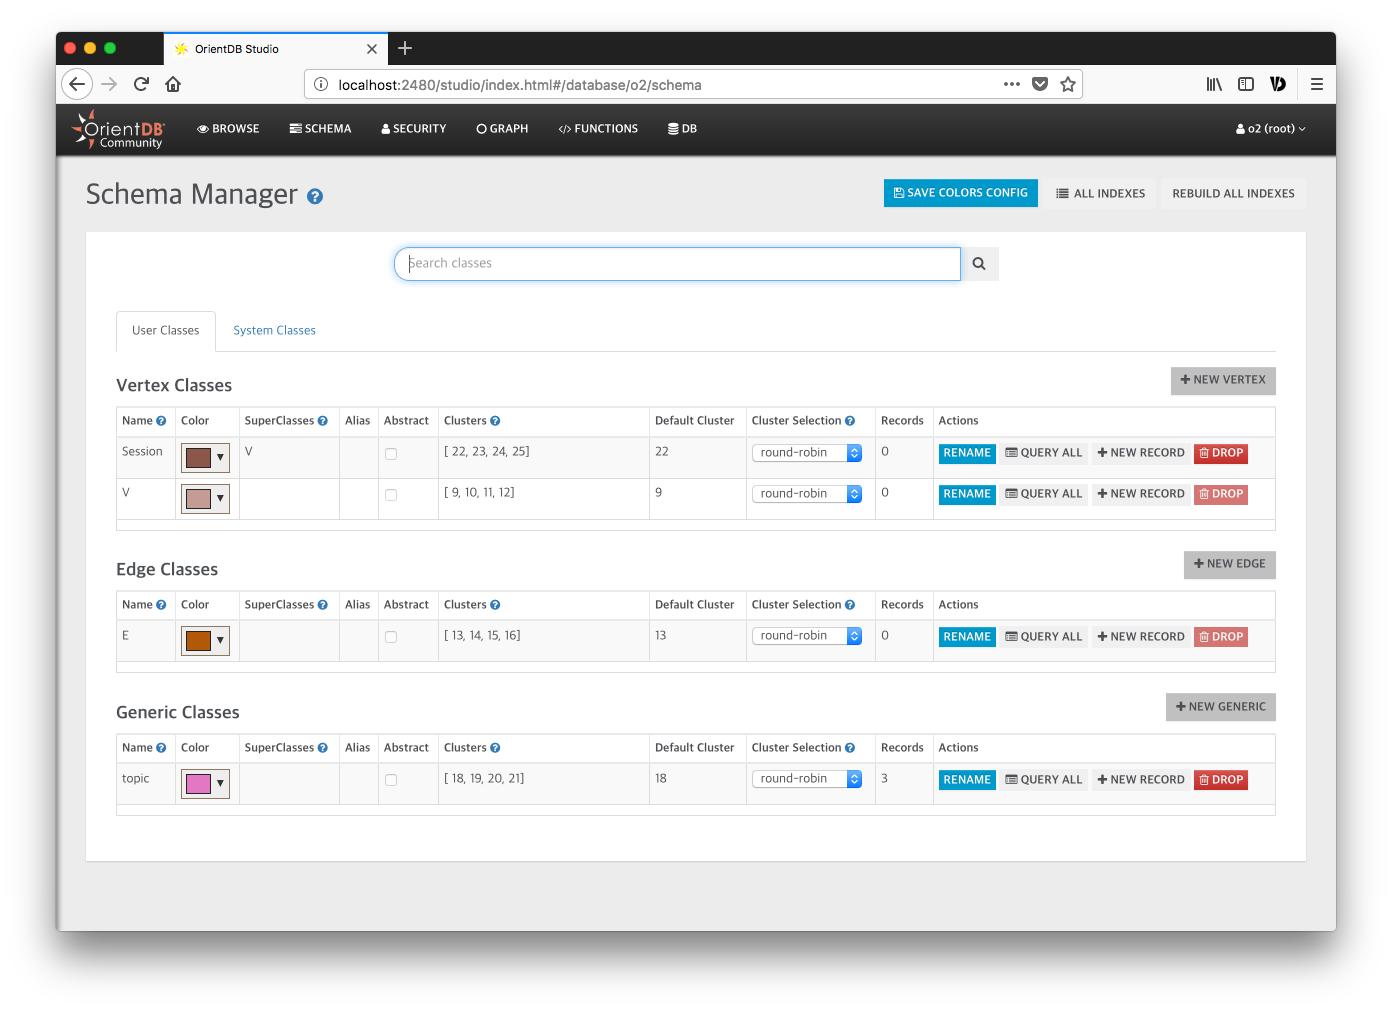 OrientDB Studio
localhost:2480/studio/index.html#/database/o2/schema
OrientDB Community BROWSE SCHEMA SECURITY GRAPH FUNCTIONS DB o2 (root)
Schema Manager SAVE COLORS CONFIG ALL INDEXES REBUILD ALL INDEXES
Search classes
User Classes System Classes
Vertex Classes + NEW VERTEX
Name Color SuperClasses Alias Abstract Clusters Default Cluster Cluster Selection Records Actions
Session V [ 22, 23, 24, 25] 22 round-robin 0 RENAME QUERY ALL + NEW RECORD DROP
V [ 9, 10, 11, 12] 9 round-robin 0 RENAME QUERY ALL + NEW RECORD DROP
Edge Classes + NEW EDGE
Name Color SuperClasses Alias Abstract Clusters Default Cluster Cluster Selection Records Actions
E [ 13, 14, 15, 16] 13 round-robin 0 RENAME QUERY ALL + NEW RECORD DROP
Generic Classes + NEW GENERIC
Name Color SuperClasses Alias Abstract Clusters Default Cluster Cluster Selection Records Actions
topic [ 18, 19, 20, 21] 18 round-robin 3 RENAME QUERY ALL + NEW RECORD DROP